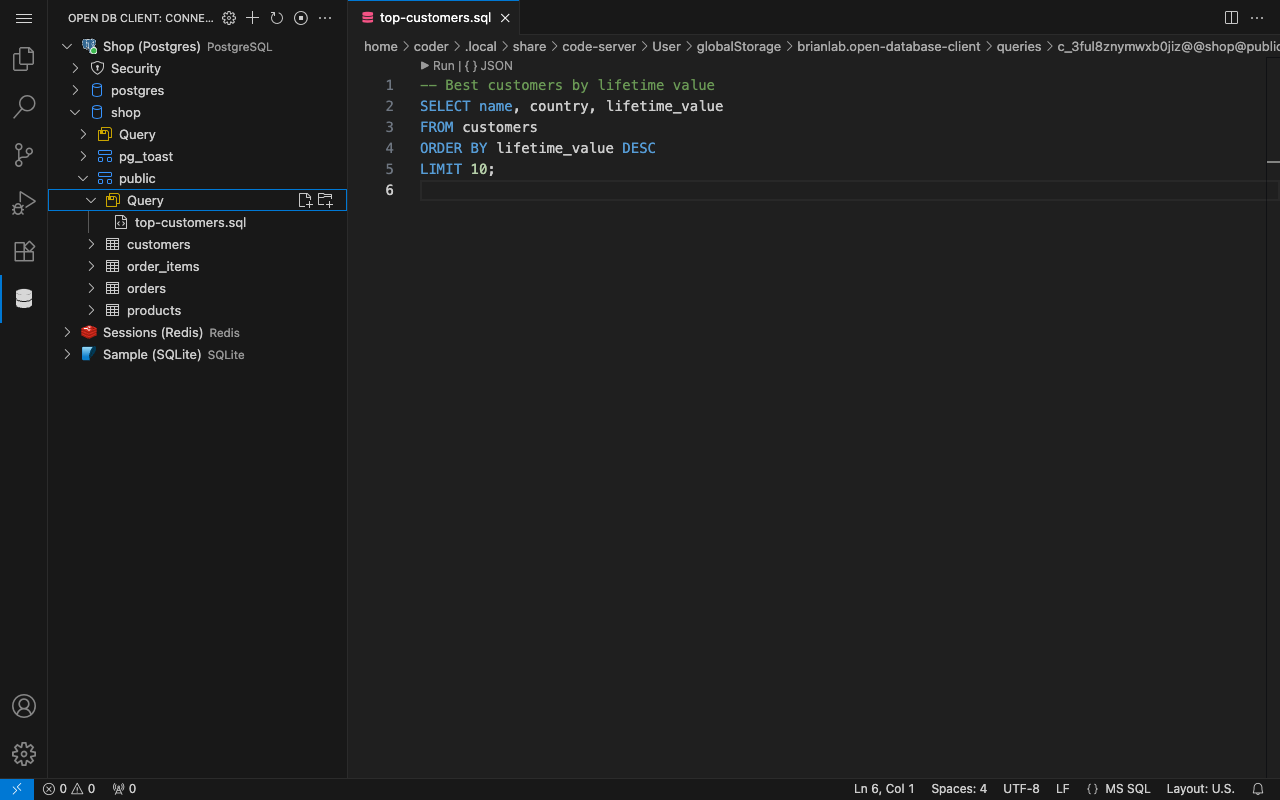 OPEN DB CLIENT: CONNE...
Shop (Postgres) PostgreSQL
Security
postgres
shop
Query
pg_toast
public
Query
top-customers.sql
customers
order_items
orders
products
Sessions (Redis) Redis
Sample (SQLite) SQLite
top-customers.sql
home > coder > .local > share > code-server > User > globalStorage > brianlab.open-database-client > queries > c_3ful8znymwxb0jiz@@shop@public
Run | { } JSON
1 -- Best customers by lifetime value
2 SELECT name, country, lifetime_value
3 FROM customers
4 ORDER BY lifetime_value DESC
5 LIMIT 10;
6
0 0 0 Ln 6, Col 1 Spaces: 4 UTF-8 LF {} MS SQL Layout: U.S.